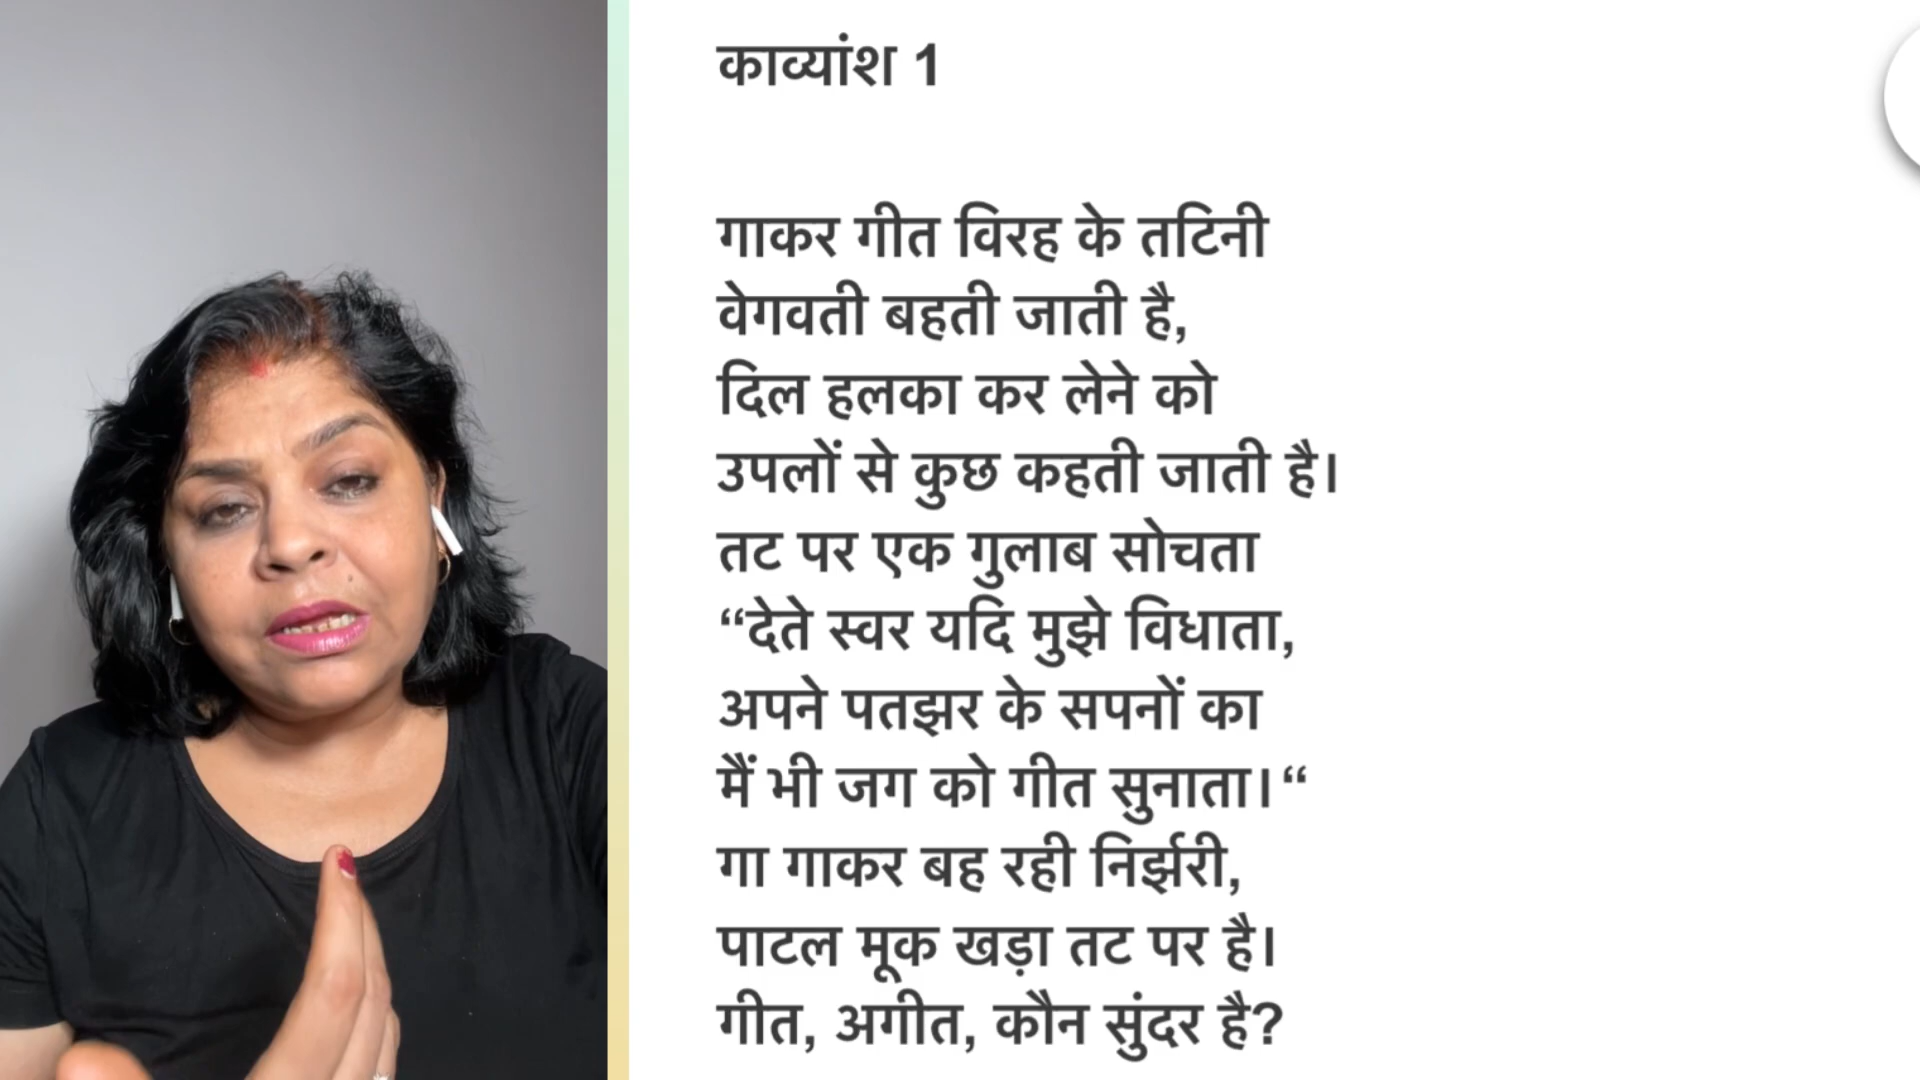 काव्यांश 1
गाकर गीत विरह के तटिनी
वेगवती बहती जाती है,
दिल हलका कर लेने को
उपलों से कुछ कहती जाती है।
तट पर एक गुलाब सोचता
“देते स्वर यदि मुझे विधाता,
अपने पतझर के सपनों का
मैं भी जग को गीत सुनाता।“
गा गाकर बह रही निर्झरी,
पाटल मूक खड़ा तट पर है।
गीत, अगीत, कौन सुंदर है?